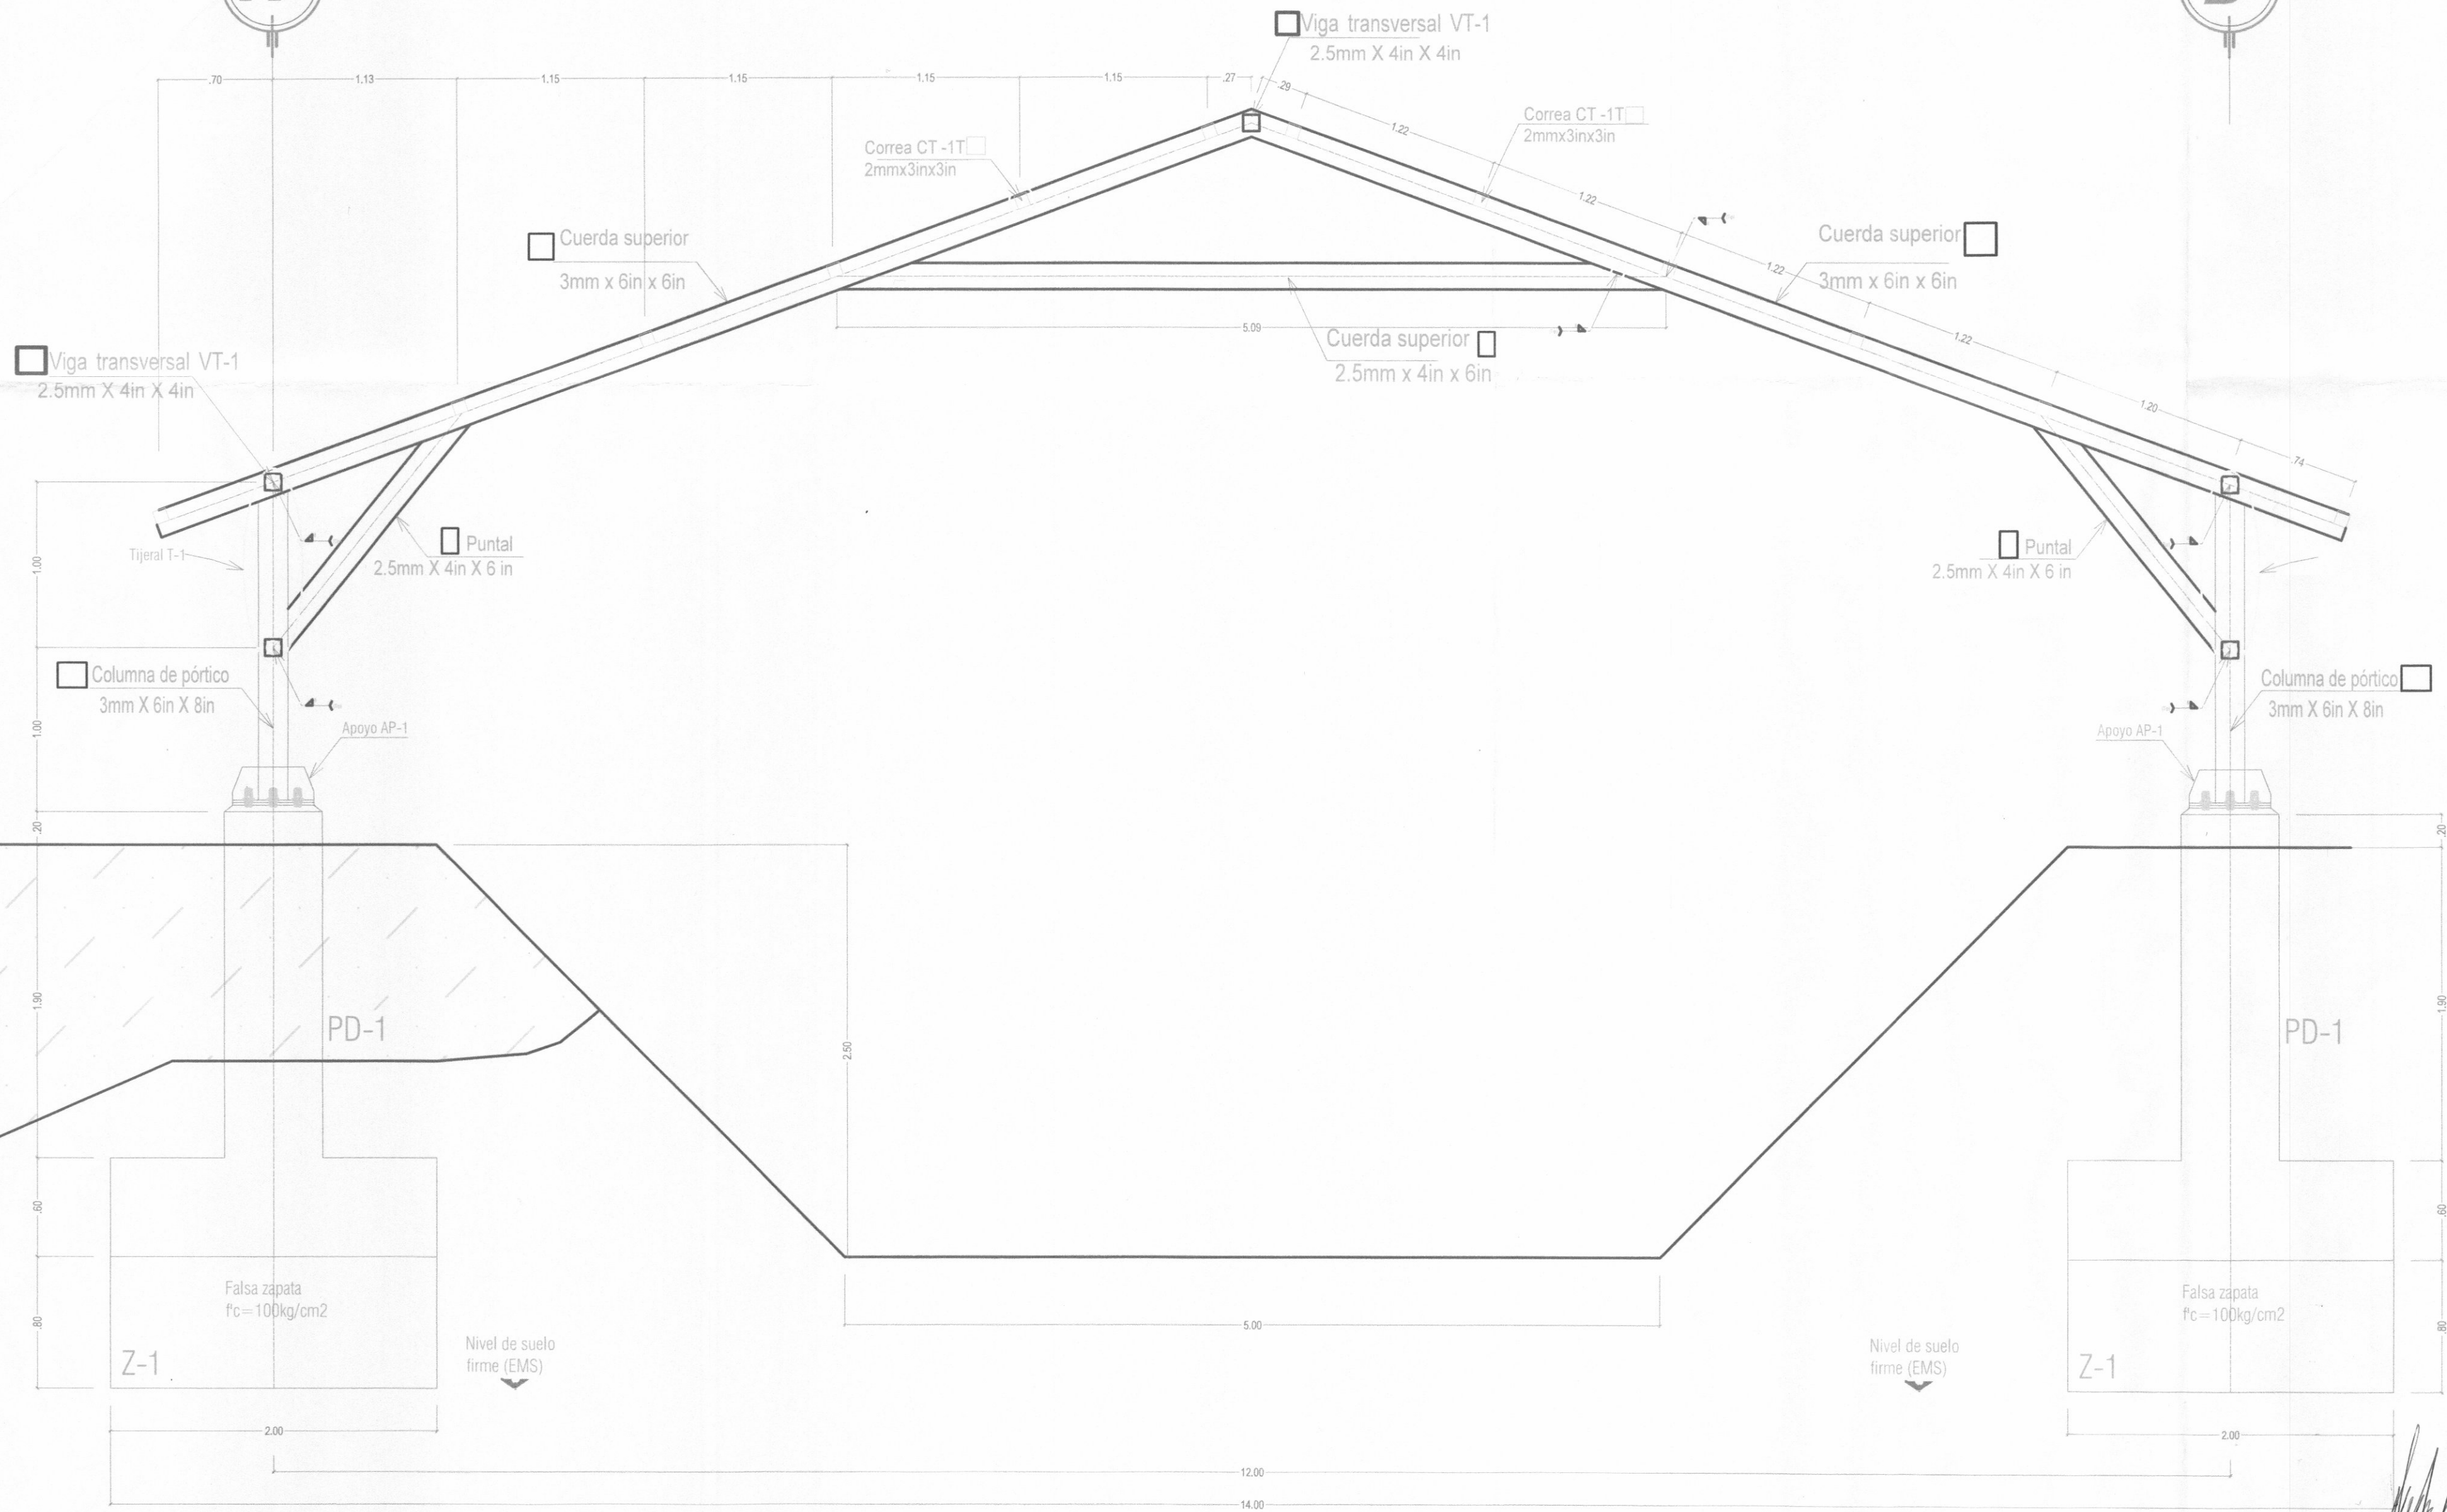 Viga transversal VT-1
2.5mm X 4in X 4in
.70
1.13
1.15
1.15
1.15
1.15
.27
.29
1.22
1.22
1.22
1.22
1.20
.74
Correa CT -1T
2mmx3inx3in
Correa CT -1T
2mmx3inx3in
Cuerda superior
3mm x 6in x 6in
Cuerda superior
3mm x 6in x 6in
5.09
Cuerda superior
2.5mm x 4in x 6in
Viga transversal VT-1
2.5mm X 4in X 4in
Tijeral T-1
Puntal
2.5mm X 4in X 6 in
Puntal
2.5mm X 4in X 6 in
1.00
1.00
.20
1.90
.60
.80
Columna de pórtico
3mm X 6in X 8in
Apoyo AP-1
Columna de pórtico
3mm X 6in X 8in
Apoyo AP-1
.20
1.90
.60
.80
PD-1
2.50
PD-1
Falsa zapata
f'c=100kg/cm2
Z-1
Nivel de suelo
firme (EMS)
5.00
Nivel de suelo
firme (EMS)
Falsa zapata
f'c=100kg/cm2
Z-1
2.00
2.00
12.00
14.00